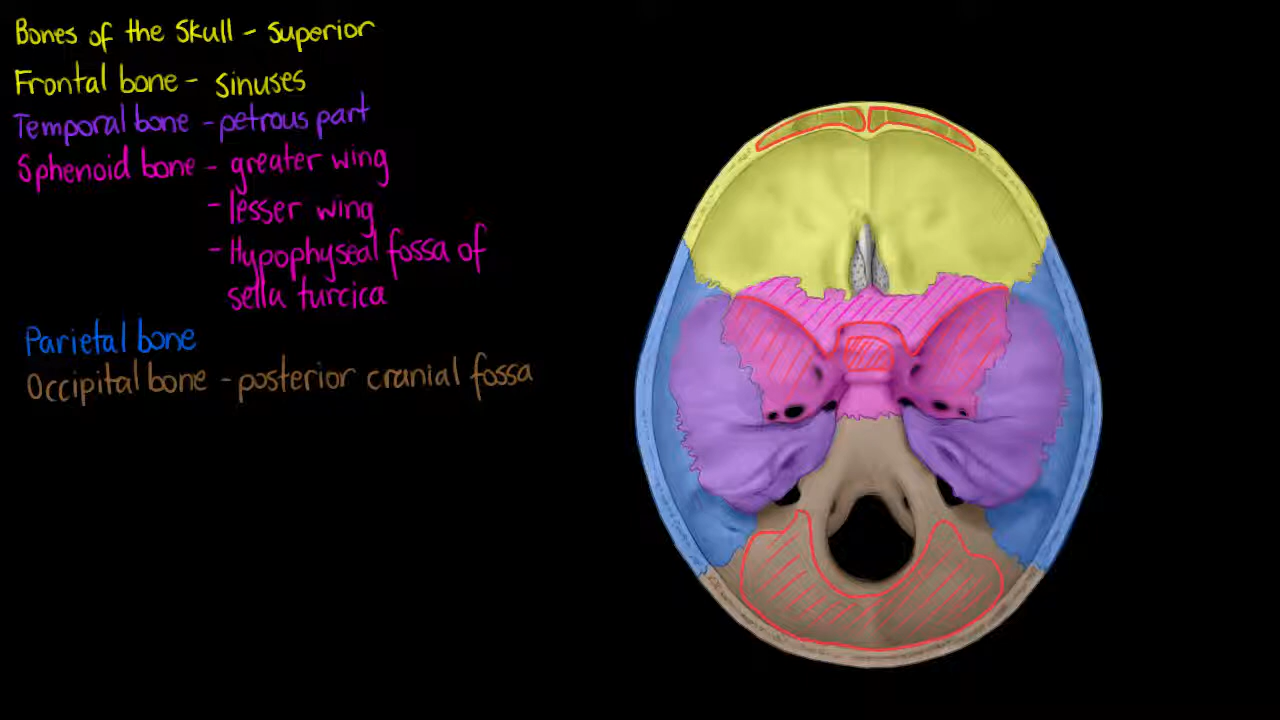 Bones of the Skull - superior
Frontal bone - sinuses
Temporal bone - petrous part
Sphenoid bone - greater wing
- lesser wing
- Hypophyseal fossa of
sella turcica
Parietal bone
Occipital bone - posterior cranial fossa